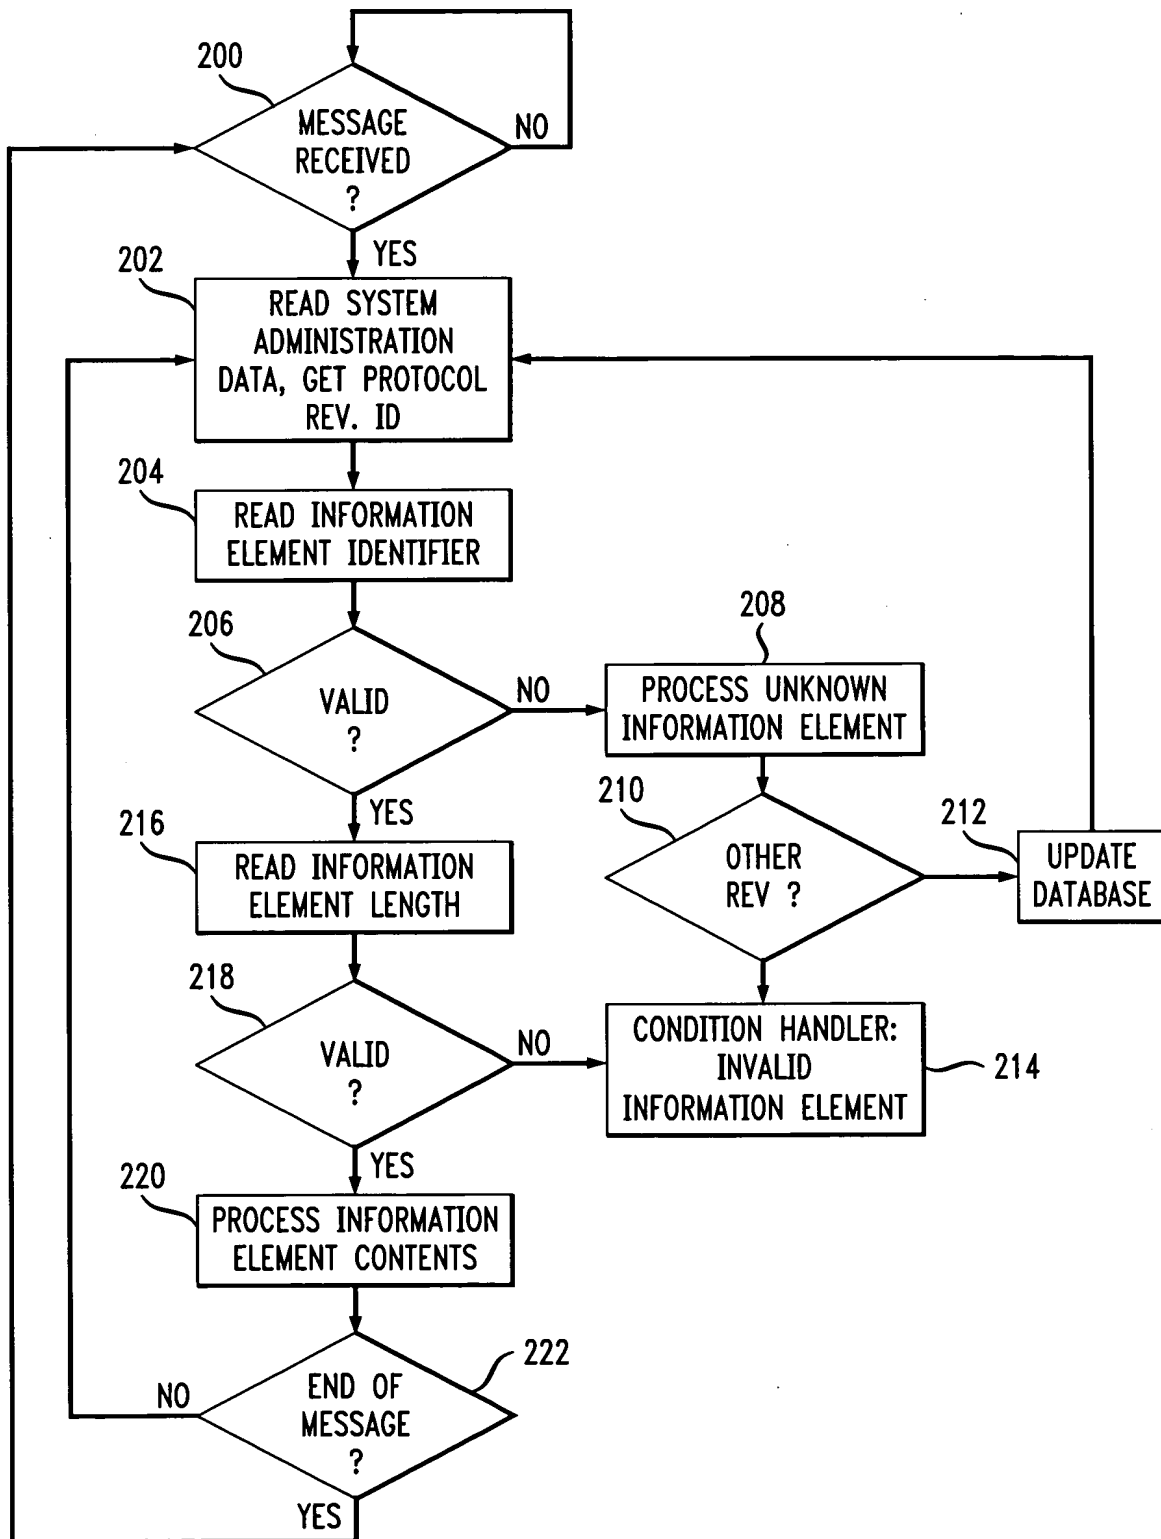 200
MESSAGE
RECEIVED
?
NO
YES
202
READ SYSTEM
ADMINISTRATION
DATA, GET PROTOCOL
REV. ID
204
READ INFORMATION
ELEMENT IDENTIFIER
206
VALID
?
NO
YES
208
PROCESS UNKNOWN
INFORMATION ELEMENT
210
OTHER
REV ?
212
UPDATE
DATABASE
216
READ INFORMATION
ELEMENT LENGTH
218
VALID
?
NO
YES
CONDITION HANDLER:
INVALID
INFORMATION ELEMENT
214
220
PROCESS INFORMATION
ELEMENT CONTENTS
222
END OF
MESSAGE
?
NO
YES